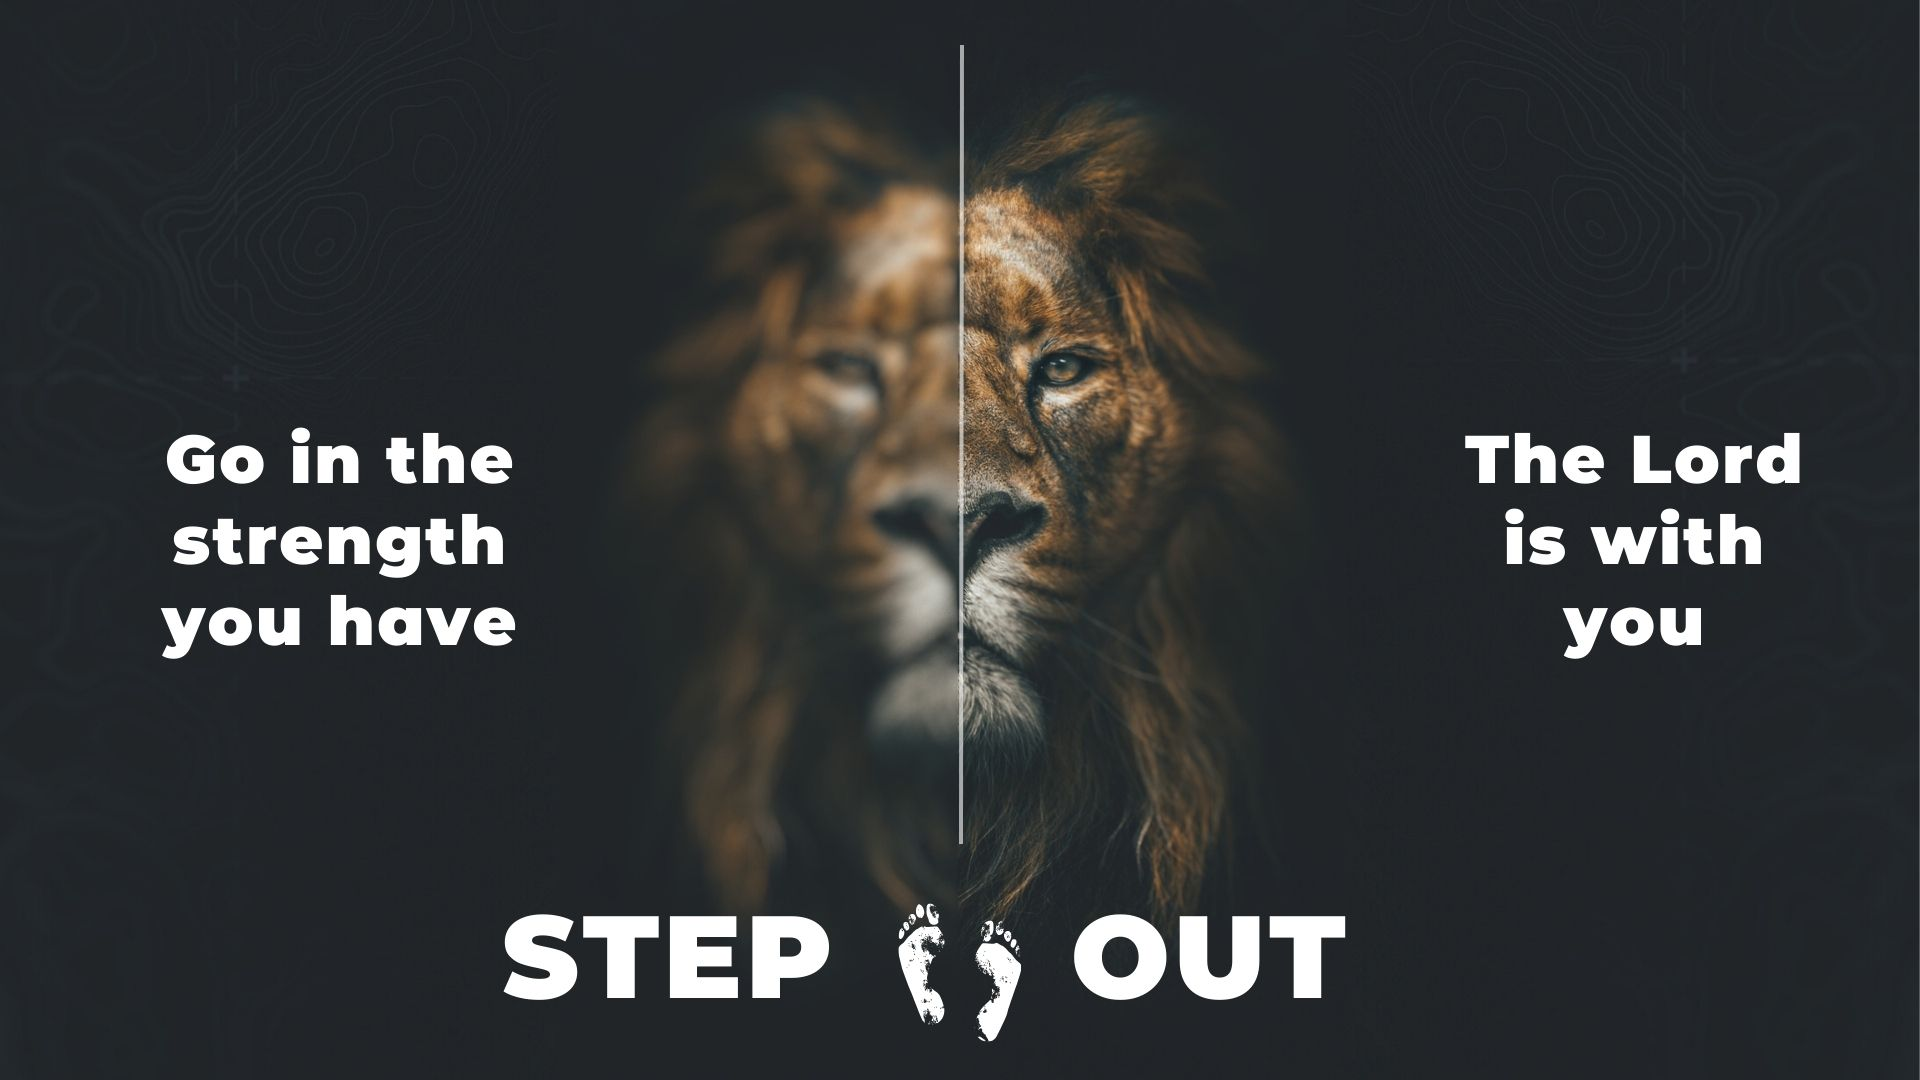 Go in the
strength
you have
The Lord
is with
you
STEP OUT